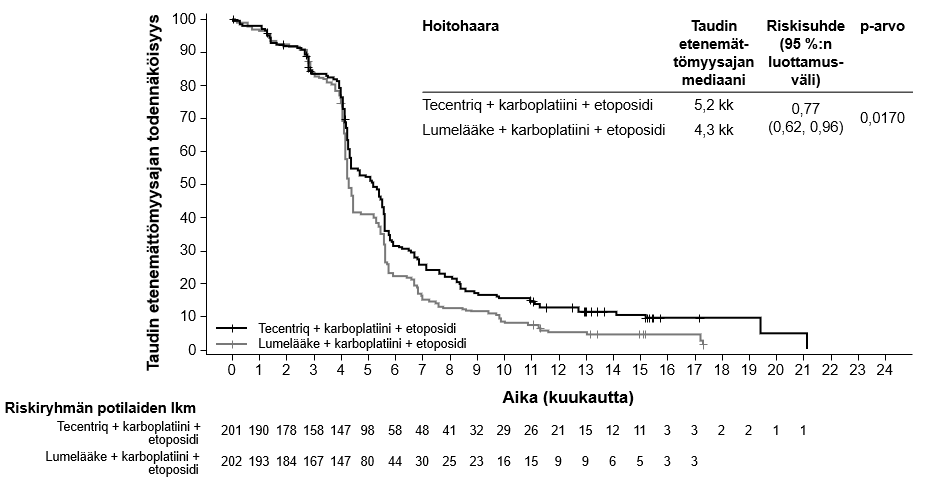 Taudin etenemättömyysajan todennäköisyys
100
90
80
70
60
50
40
30
20
10
0
Hoitohaara
Taudin
etenemät-
tömyysajan
mediaani
Riskisuhde
(95 %:n
luottamus-
väli)
p-arvo
Tecentriq + karboplatiini + etoposidi 5,2 kk
Lumelääke + karboplatiini + etoposidi 4,3 kk
0,77
(0,62, 0,96)
0,0170
Tecentriq + karboplatiini + etoposidi
Lumelääke + karboplatiini + etoposidi
0 1 2 3 4 5 6 7 8 9 10 11 12 13 14 15 16 17 18 19 20 21 22 23 24
Aika (kuukautta)
Riskiryhmän potilaiden lkm
Tecentriq + karboplatiini +
etoposidi
201 190 178 158 147 98 58 48 41 32 29 26 21 15 12 11 3 3 2 2 1 1
Lumelääke + karboplatiini +
etoposidi
202 193 184 167 147 80 44 30 25 23 16 15 9 9 6 5 3 3